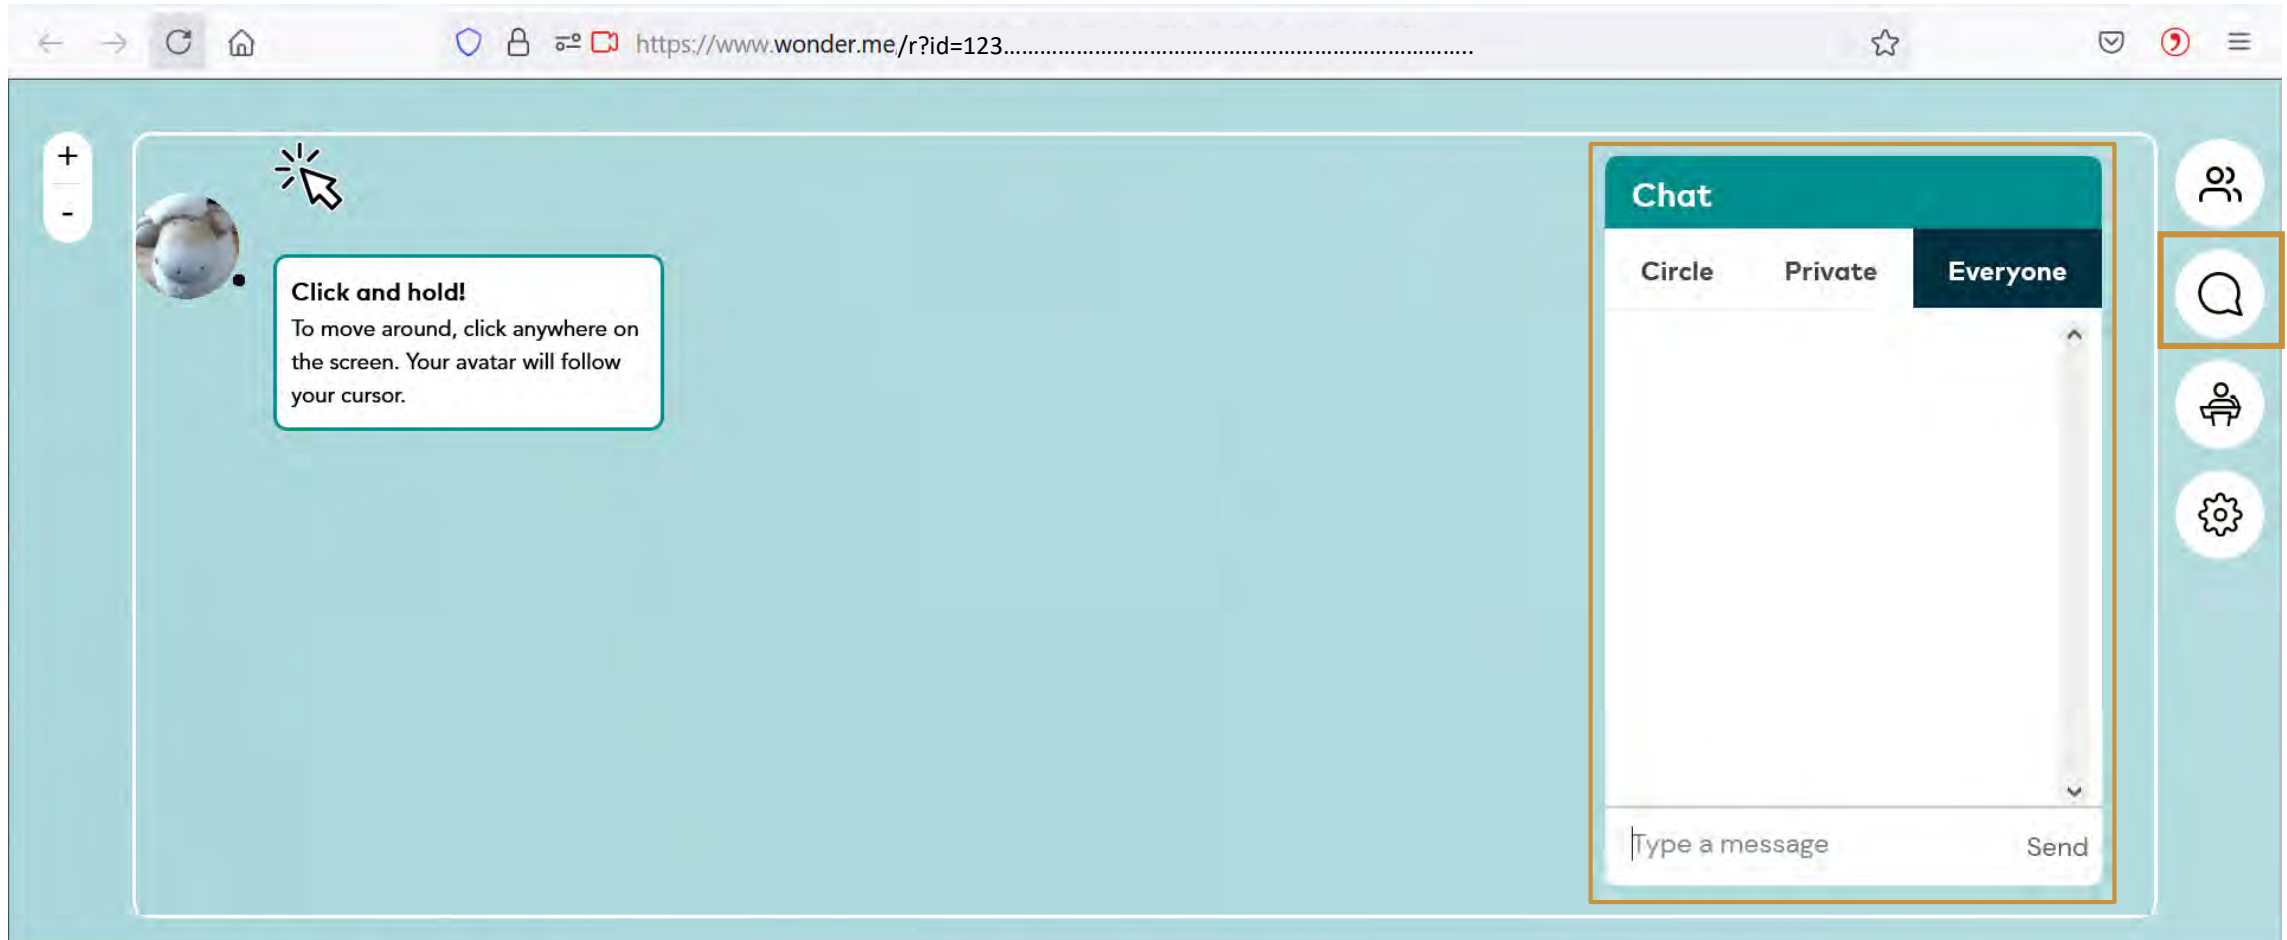 https://www.wonder.me/r?id=123........................................................................
+
-
Click and hold!
To move around, click anywhere on
the screen. Your avatar will follow
your cursor.
Chat
Circle Private Everyone
Type a message Send